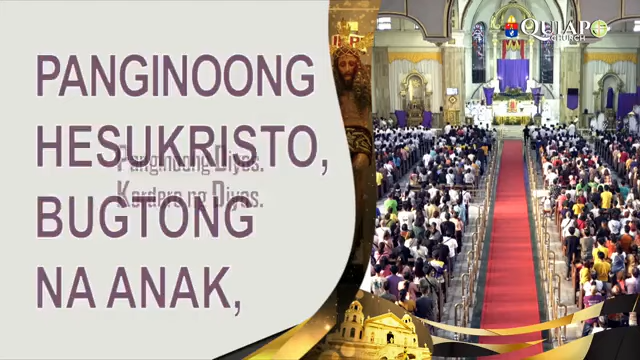 QUIAPO
CHURCH
PANGINOONG
HESUKRISTO,
Panginoong Diyos.
Kordero ng Diyos.
BUGTONG
NA ANAK,